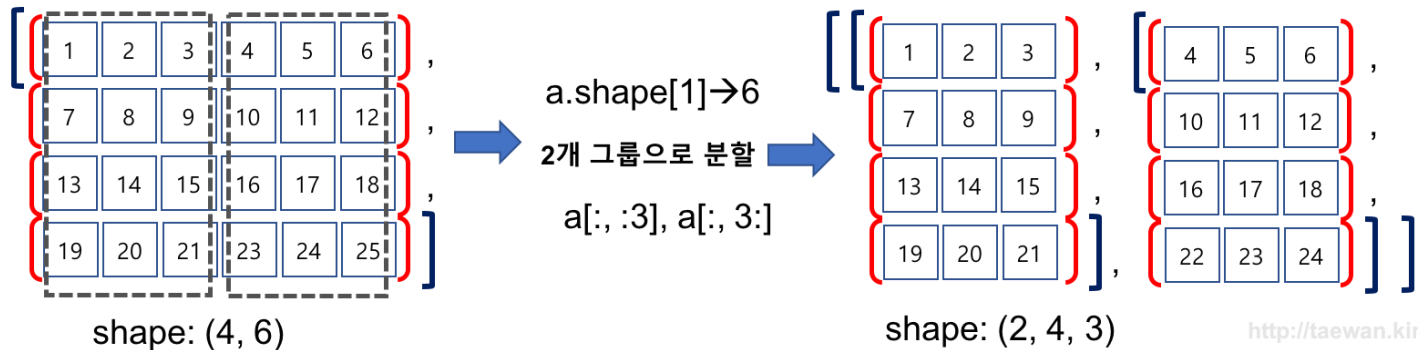 [ [ 1 2 3 4 5 6 ] ,
[ 7 8 9 10 11 12 ] ,
[ 13 14 15 16 17 18 ] ,
[ 19 20 21 23 24 25 ] ]
shape: (4, 6)
a.shape[1]→6
2개 그룹으로 분할
a[:, :3], a[:, 3:]
[ [ [ 1 2 3 ] ,
[ 7 8 9 ] ,
[ 13 14 15 ] ,
[ 19 20 21 ] ] ,
[ [ 4 5 6 ] ,
[ 10 11 12 ] ,
[ 16 17 18 ] ,
[ 22 23 24 ] ] ]
shape: (2, 4, 3)
http://taewan.kir